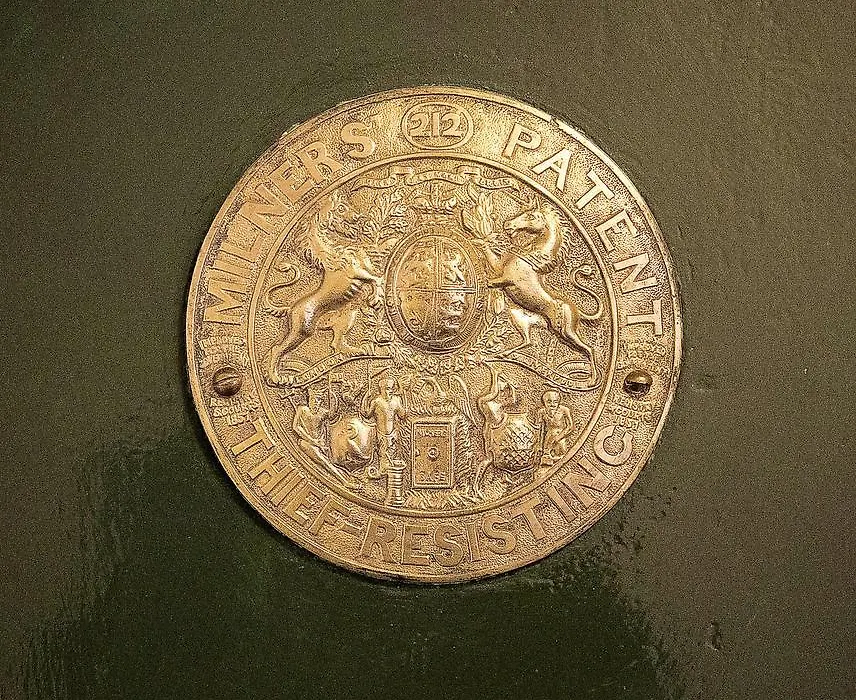 MILNERS 212 PATENT
THIEF-RESISTING